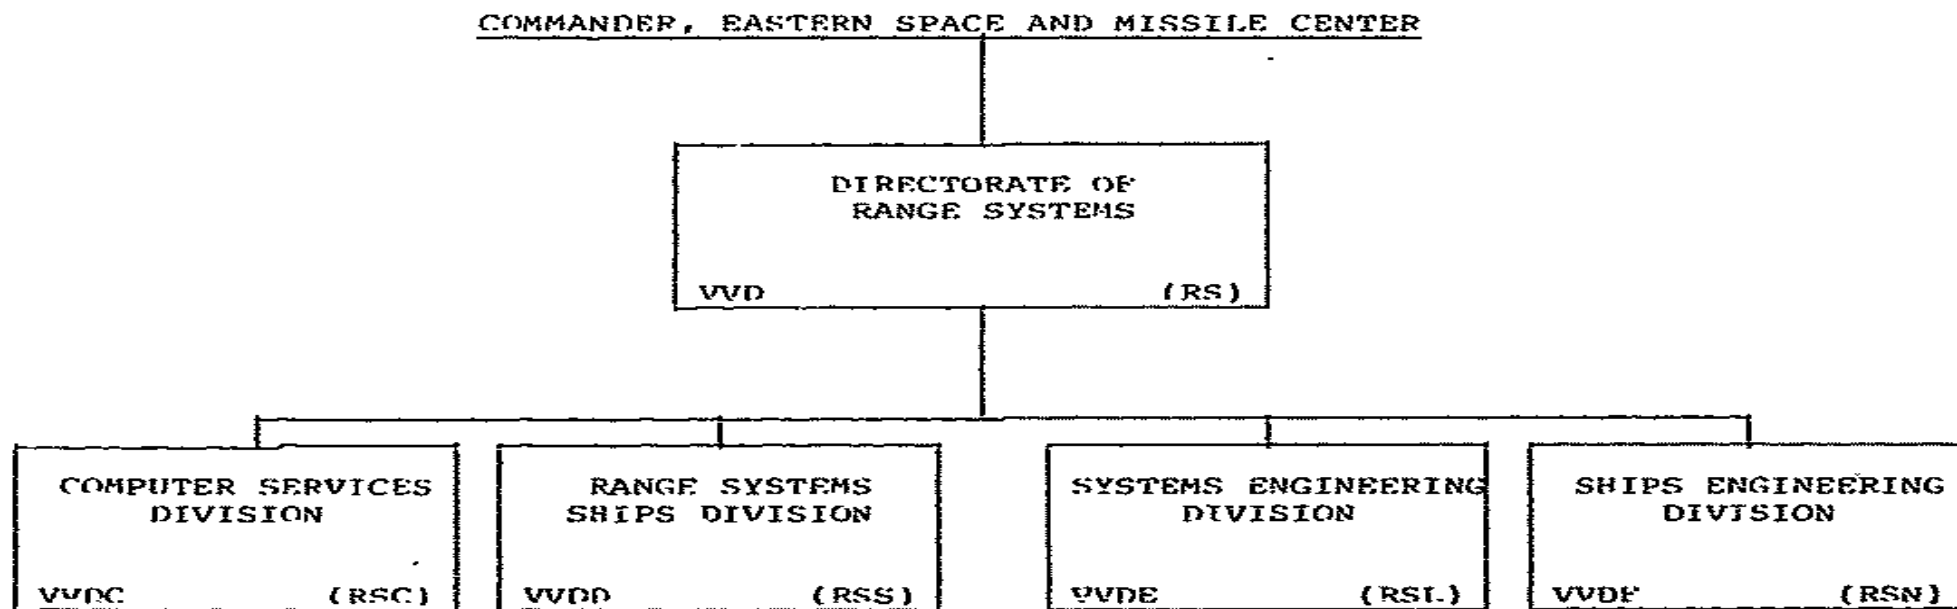 COMMANDER, EASTERN SPACE AND MISSILE CENTER
DIRECTORATE OF
RANGE SYSTEMS
VVD (RS)
COMPUTER SERVICES
DIVISION
VVDC (RSC)
RANGE SYSTEMS
SHIPS DIVISION
VVDD (RSS)
SYSTEMS ENGINEERING
DIVISION
VVDE (RSL)
SHIPS ENGINEERING
DIVISION
VVDF (RSN)